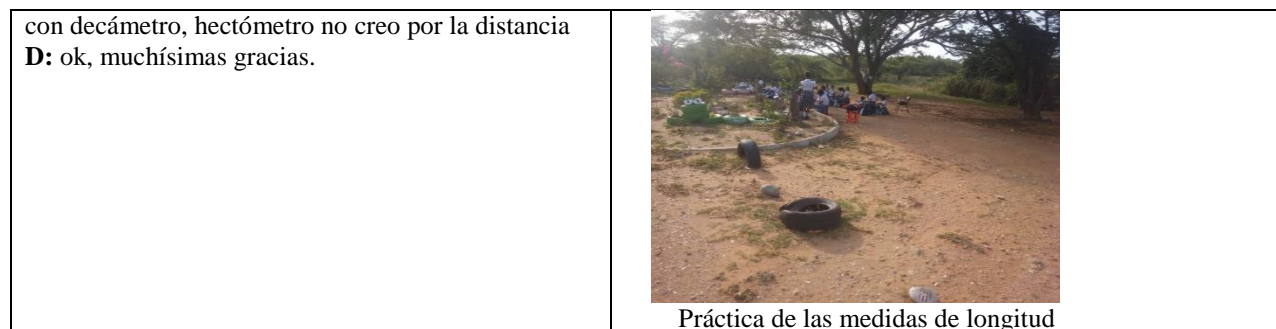 con decámetro, hectómetro no creo por la distancia
D: ok, muchísimas gracias.
Práctica de las medidas de longitud